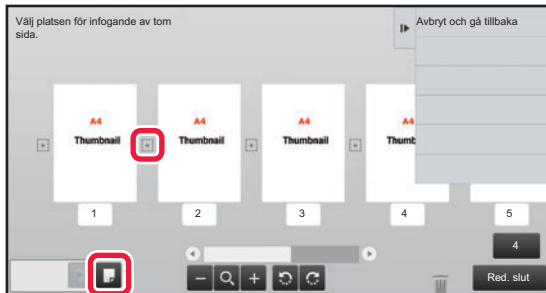 Välj platsen för infogande av tom
sida.
Avbryt och gå tillbaka
A4
Thumbnail
A4
Thumbnail
A4
Thumbnail
A4
Thumb
1
2
3
4
5
4
Red. slut